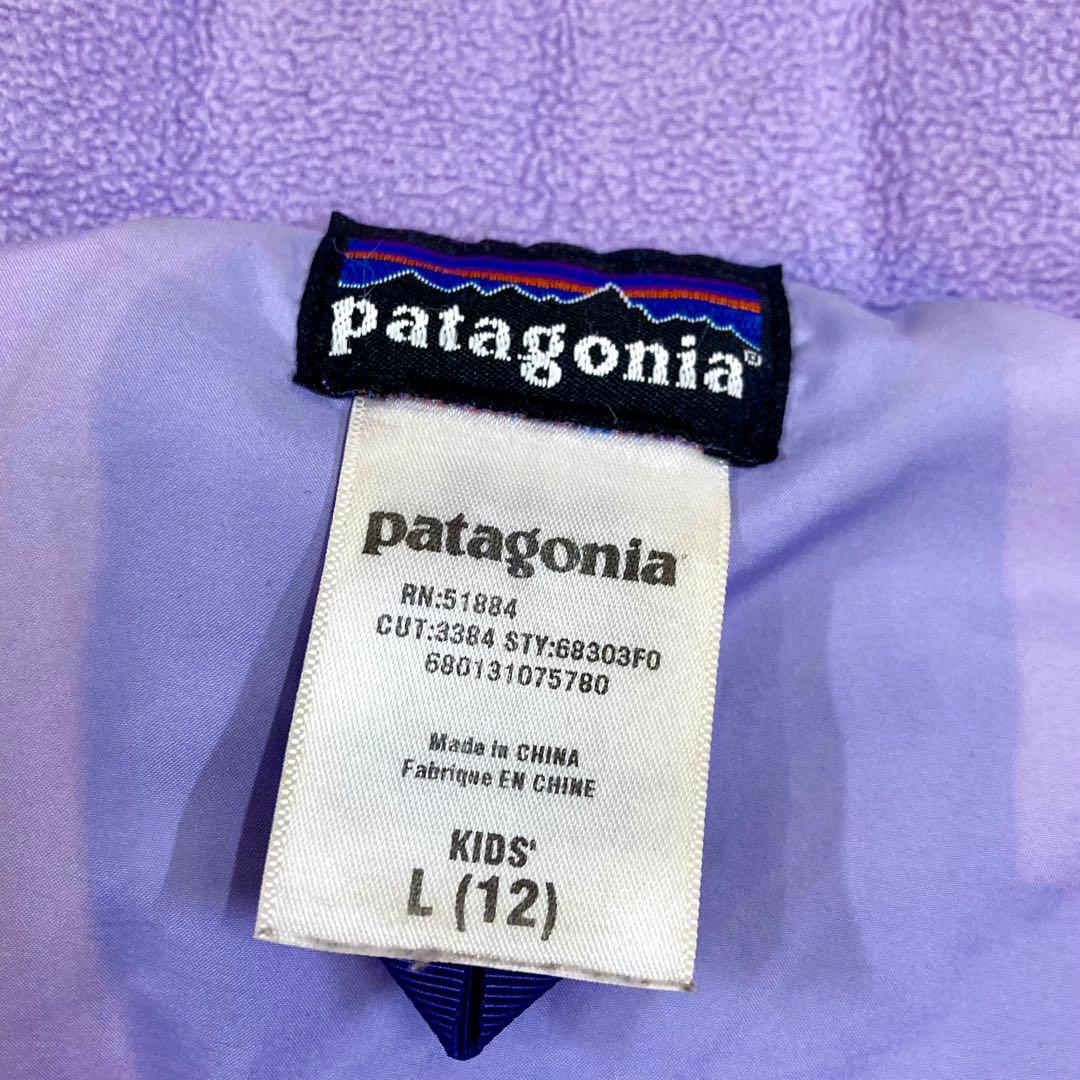 patagonia®
patagonia
RN:51884
CUT:3384 STY:68303F0
680131075780
Made in CHINA
Fabrique EN CHINE
KIDS'
L (12)